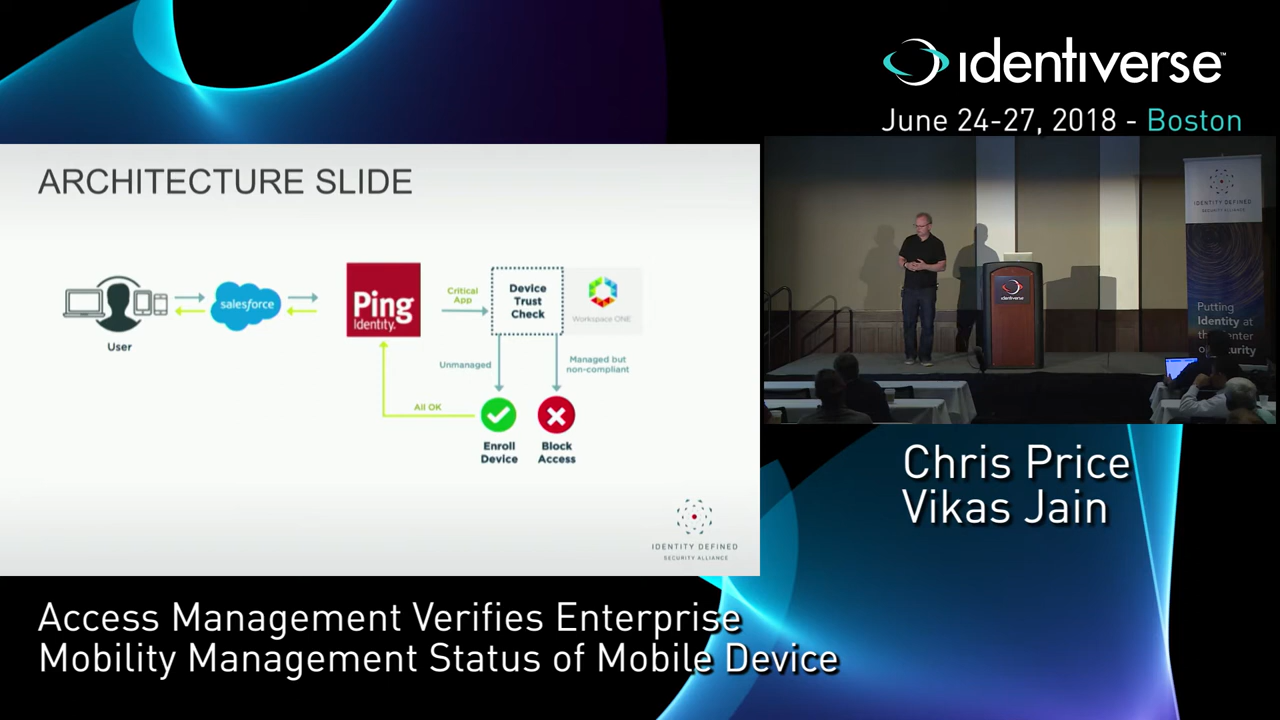 identiverse™
June 24-27, 2018 - Boston
ARCHITECTURE SLIDE
User
salesforce
Ping
Identity.
Critical
App
Device
Trust
Check
Workspace ONE
Unmanaged
Managed but
non-compliant
All OK
Enroll
Device
Block
Access
IDENTITY DEFINED
SECURITY ALLIANCE
IDENTITY DEFINED
SECURITY ALLIANCE
identiverse
Putting
Identity at
the Center
of Security
Chris Price
Vikas Jain
Access Management Verifies Enterprise
Mobility Management Status of Mobile Device